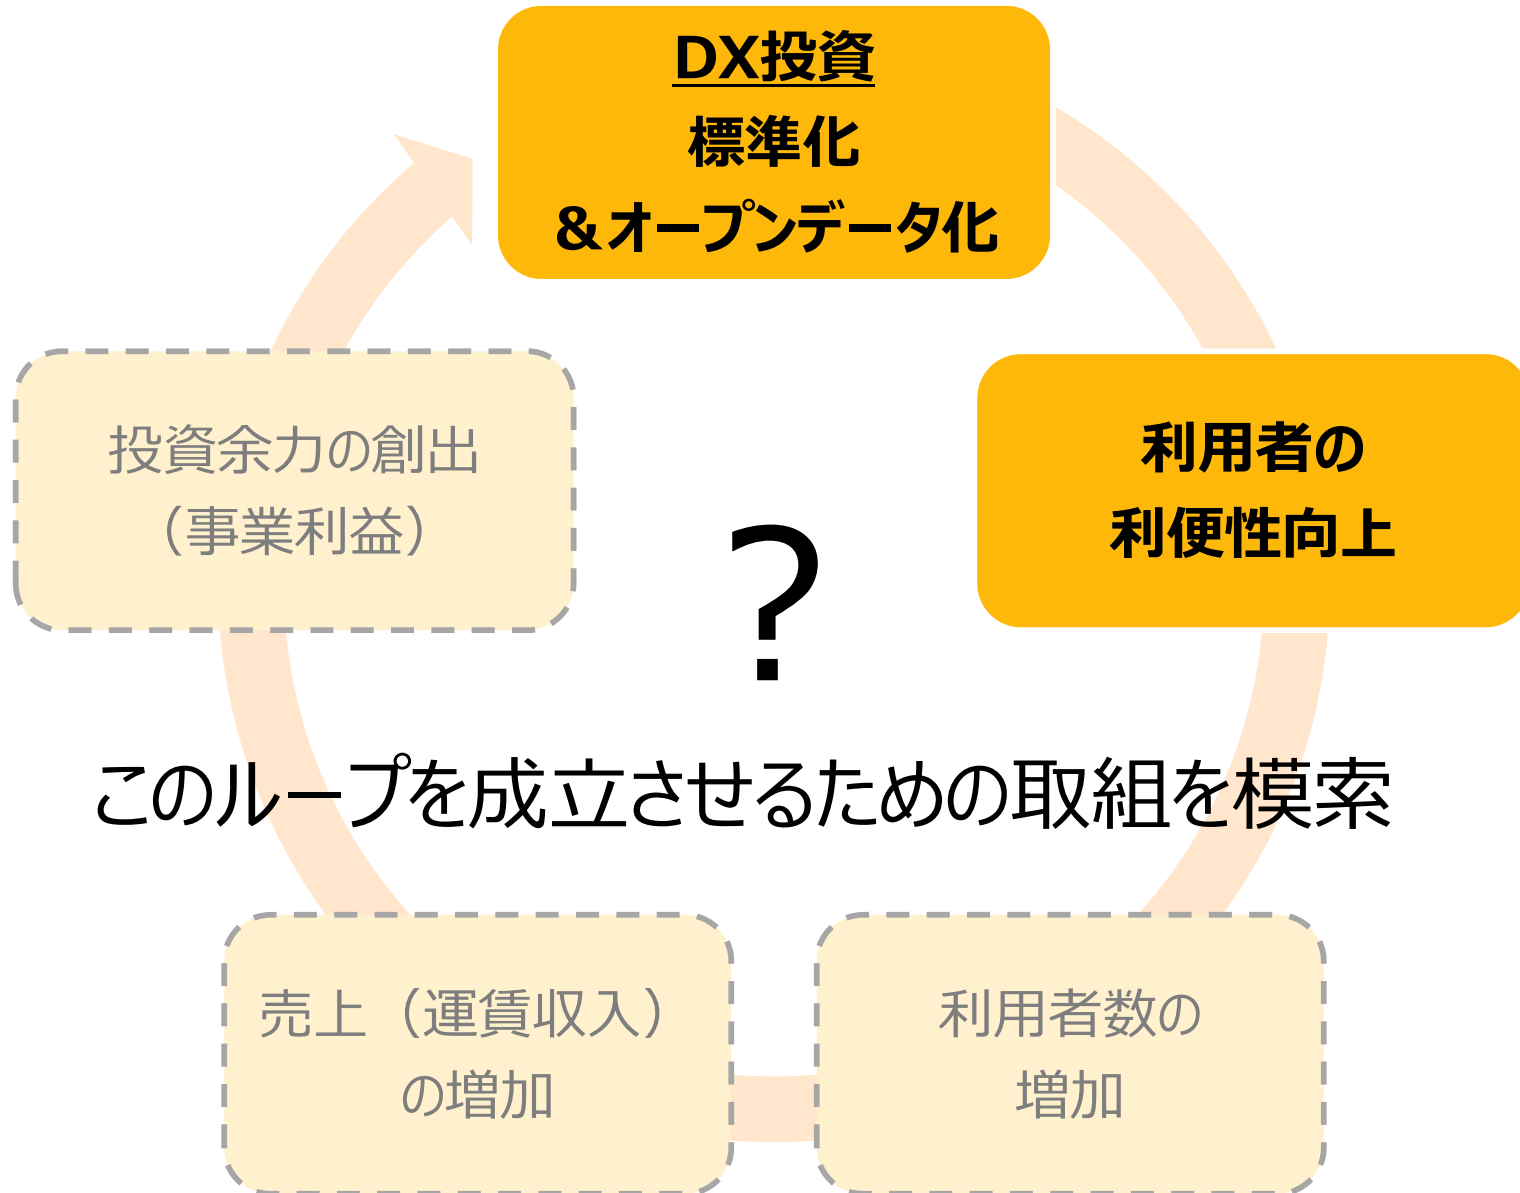 DX投資
標準化
＆オープンデータ化
利用者の
利便性向上
投資余力の創出
（事業利益）
？
このループを成立させるための取組を模索
売上（運賃収入）
の増加
利用者数の
増加